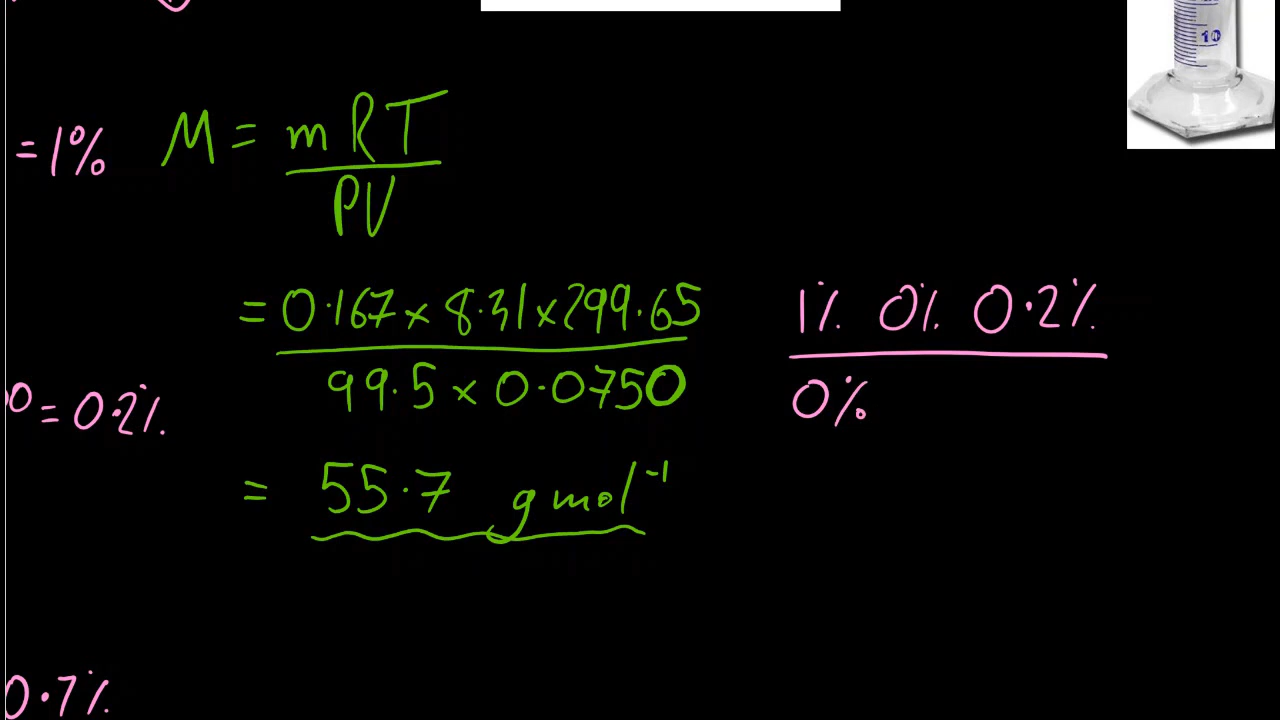 10
= 1% M = mRT
PV
= 0.167 × 8.31 × 299.65 1% 0% 0.2%
99.5 × 0.0750 0%
= 0.2%
= 55.7 g mol⁻¹
0.7%